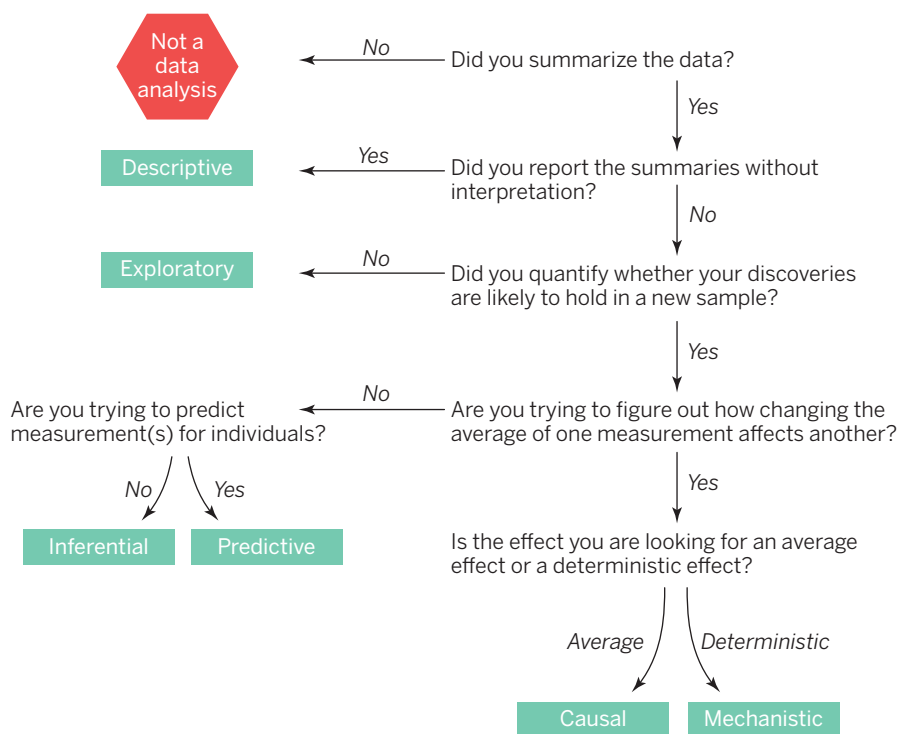 Not a
data
analysis
No
Did you summarize the data?
Yes
Descriptive
Yes
Did you report the summaries without
interpretation?
No
Exploratory
No
Did you quantify whether your discoveries
are likely to hold in a new sample?
Yes
Are you trying to predict
measurement(s) for individuals?
No
Are you trying to figure out how changing the
average of one measurement affects another?
No
Yes
Yes
Inferential
Predictive
Is the effect you are looking for an average
effect or a deterministic effect?
Average
Deterministic
Causal
Mechanistic